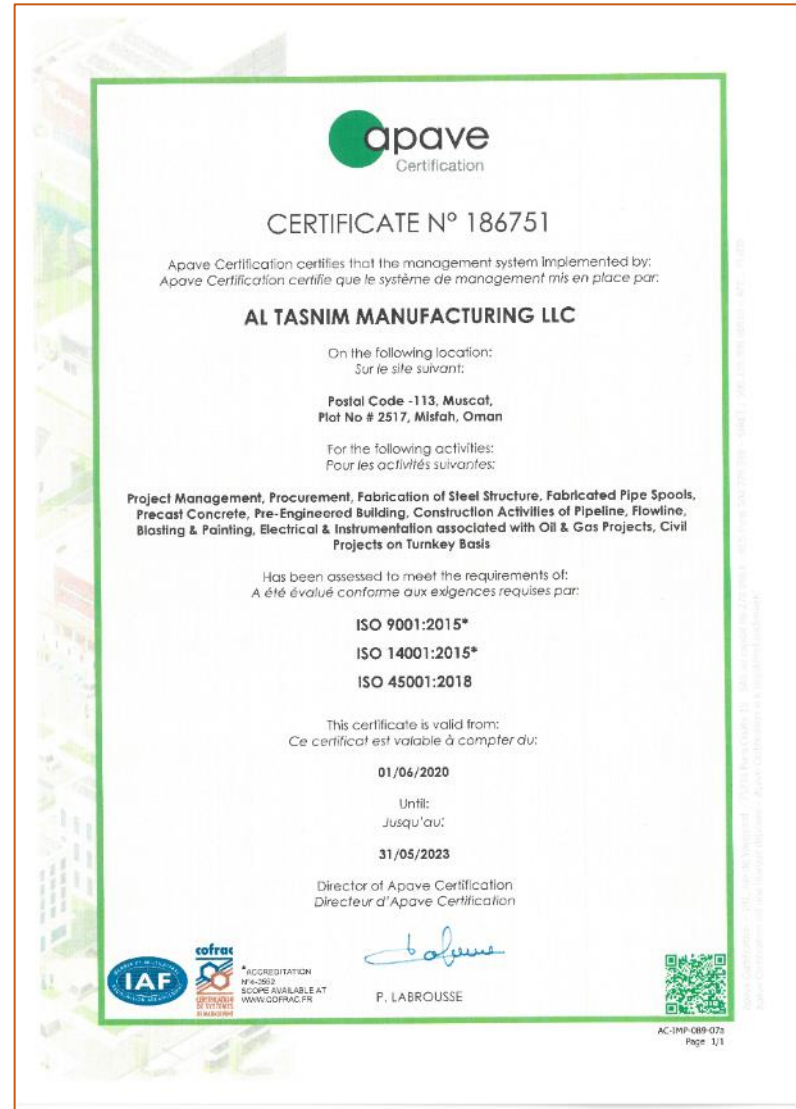 apave
Certification
CERTIFICATE N° 186751
Apave Certification certifies that the management system implemented by:
Apave Certification certifie que le système de management mis en place par:
AL TASNIM MANUFACTURING LLC
On the following location:
Sur le site suivant:
Postal Code -113, Muscat,
Plot No # 2517, Misfah, Oman
For the following activities:
Pour les activités suivantes:
Project Management, Procurement, Fabrication of Steel Structure, Fabricated Pipe Spools,
Precast Concrete, Pre-Engineered Building, Construction Activities of Pipeline, Flowline,
Blasting & Painting, Electrical & Instrumentation associated with Oil & Gas Projects, Civil
Projects on Turnkey Basis
Has been assessed to meet the requirements of:
A été évalué conforme aux exigences requises par:
ISO 9001:2015*
ISO 14001:2015*
ISO 45001:2018
This certificate is valid from:
Ce certificat est valable à compter du:
01/06/2020
Until:
Jusqu'au:
31/05/2023
Director of Apave Certification
Directeur d'Apave Certification
IAF
cofrac
CERTIFICATION
DE SYSTEMES
DE MANAGEMENT
*ACCREDITATION
N°4-0552
SCOPE AVAILABLE AT
WWW.COFRAC.FR
P. LABROUSSE
AC-IMP-089-07a
Page 1/1